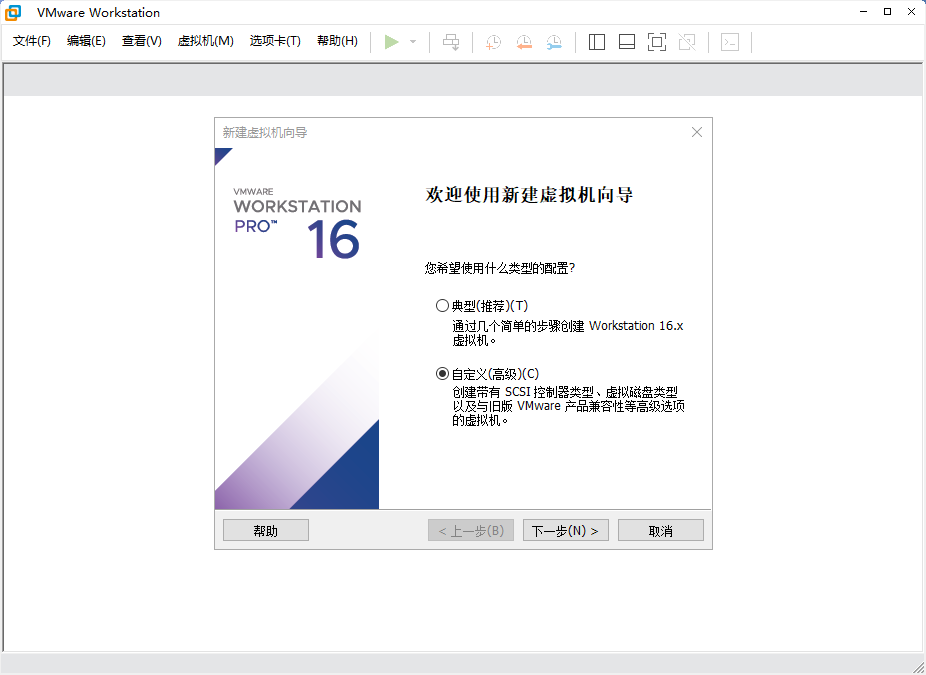 VMware Workstation
文件(F) 编辑(E) 查看(V) 虚拟机(M) 选项卡(T) 帮助(H)
新建虚拟机向导
VMWARE
WORKSTATION
PRO™ 16
欢迎使用新建虚拟机向导
您希望使用什么类型的配置?
典型(推荐)(T)
通过几个简单的步骤创建 Workstation 16.x
虚拟机。
自定义(高级)(C)
创建带有 SCSI 控制器类型、虚拟磁盘类型
以及与旧版 VMware 产品兼容性等高级选项
的虚拟机。
帮助 < 上一步(B) 下一步(N) > 取消